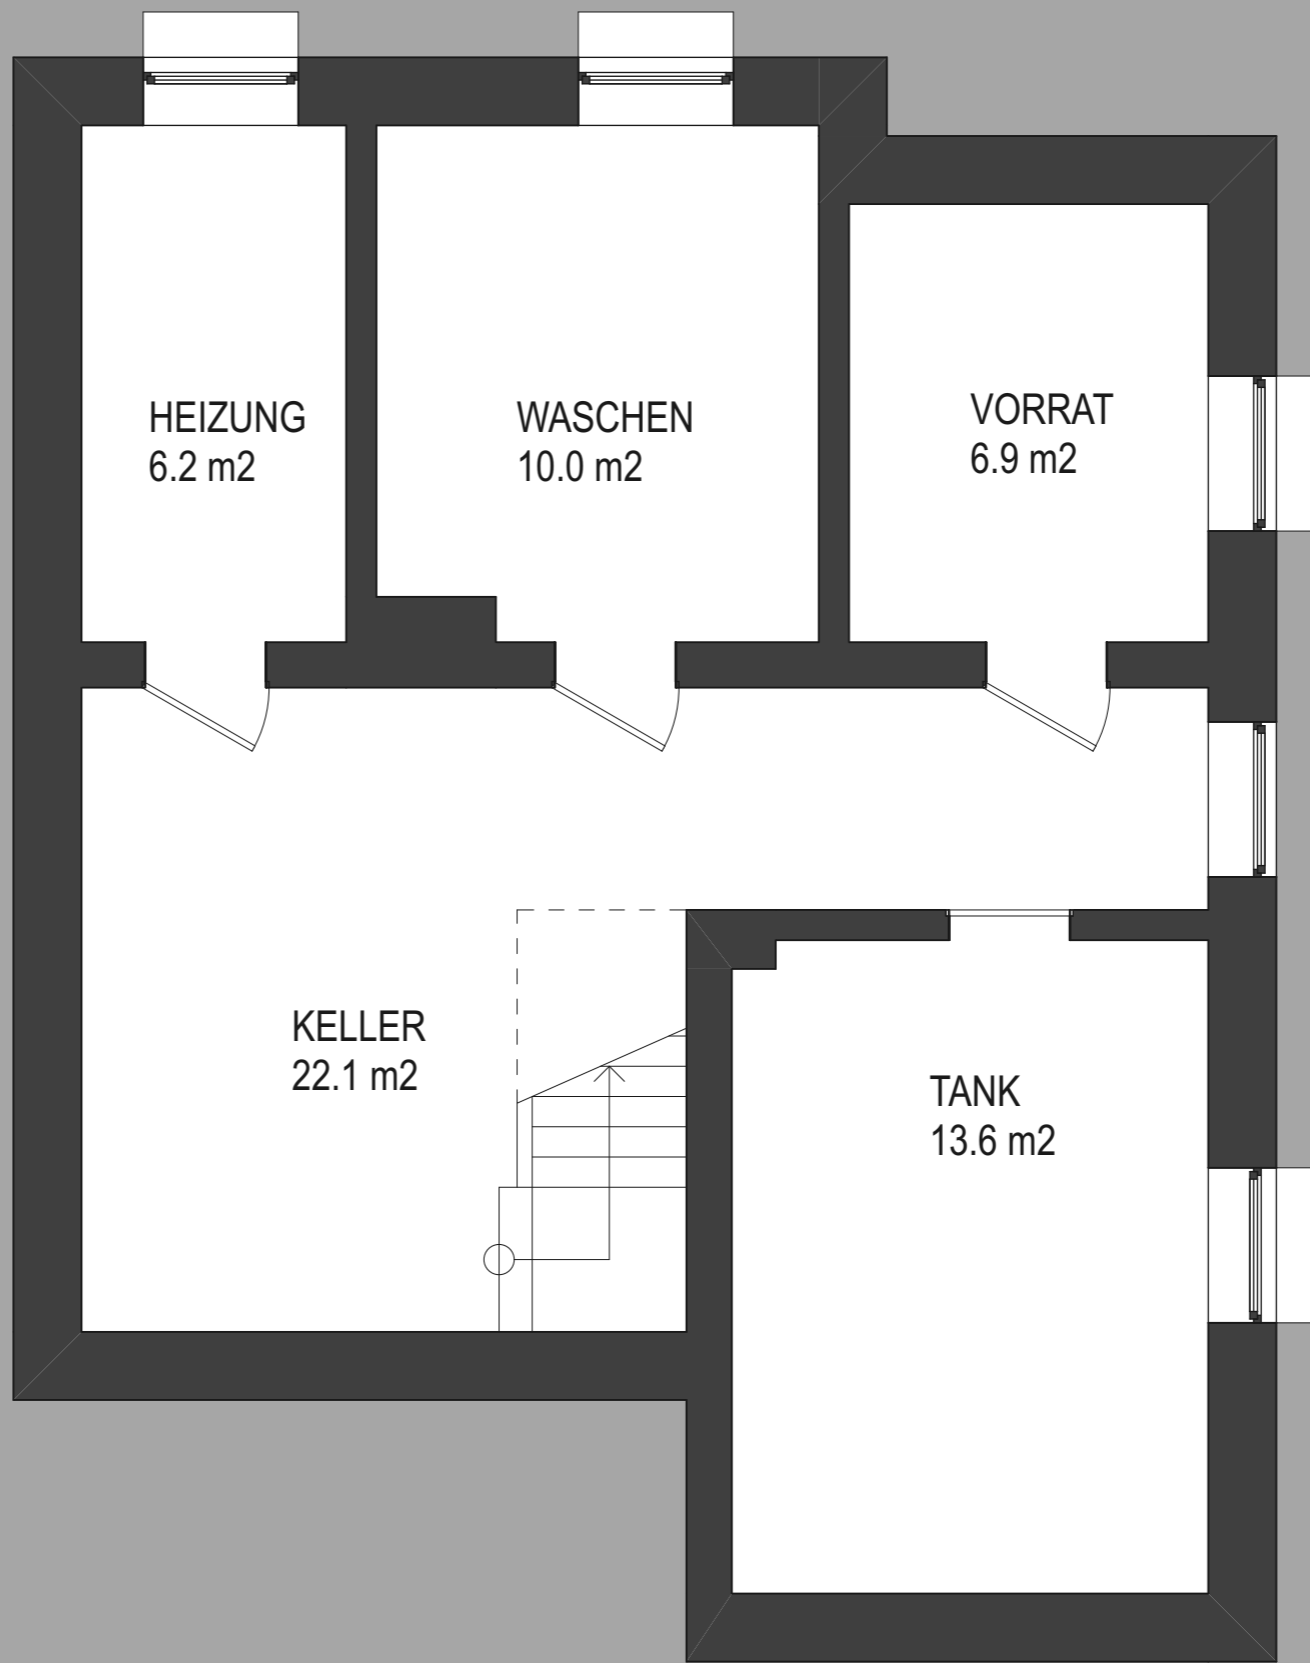 HEIZUNG
6.2 m2
WASCHEN
10.0 m2
VORRAT
6.9 m2
KELLER
22.1 m2
TANK
13.6 m2